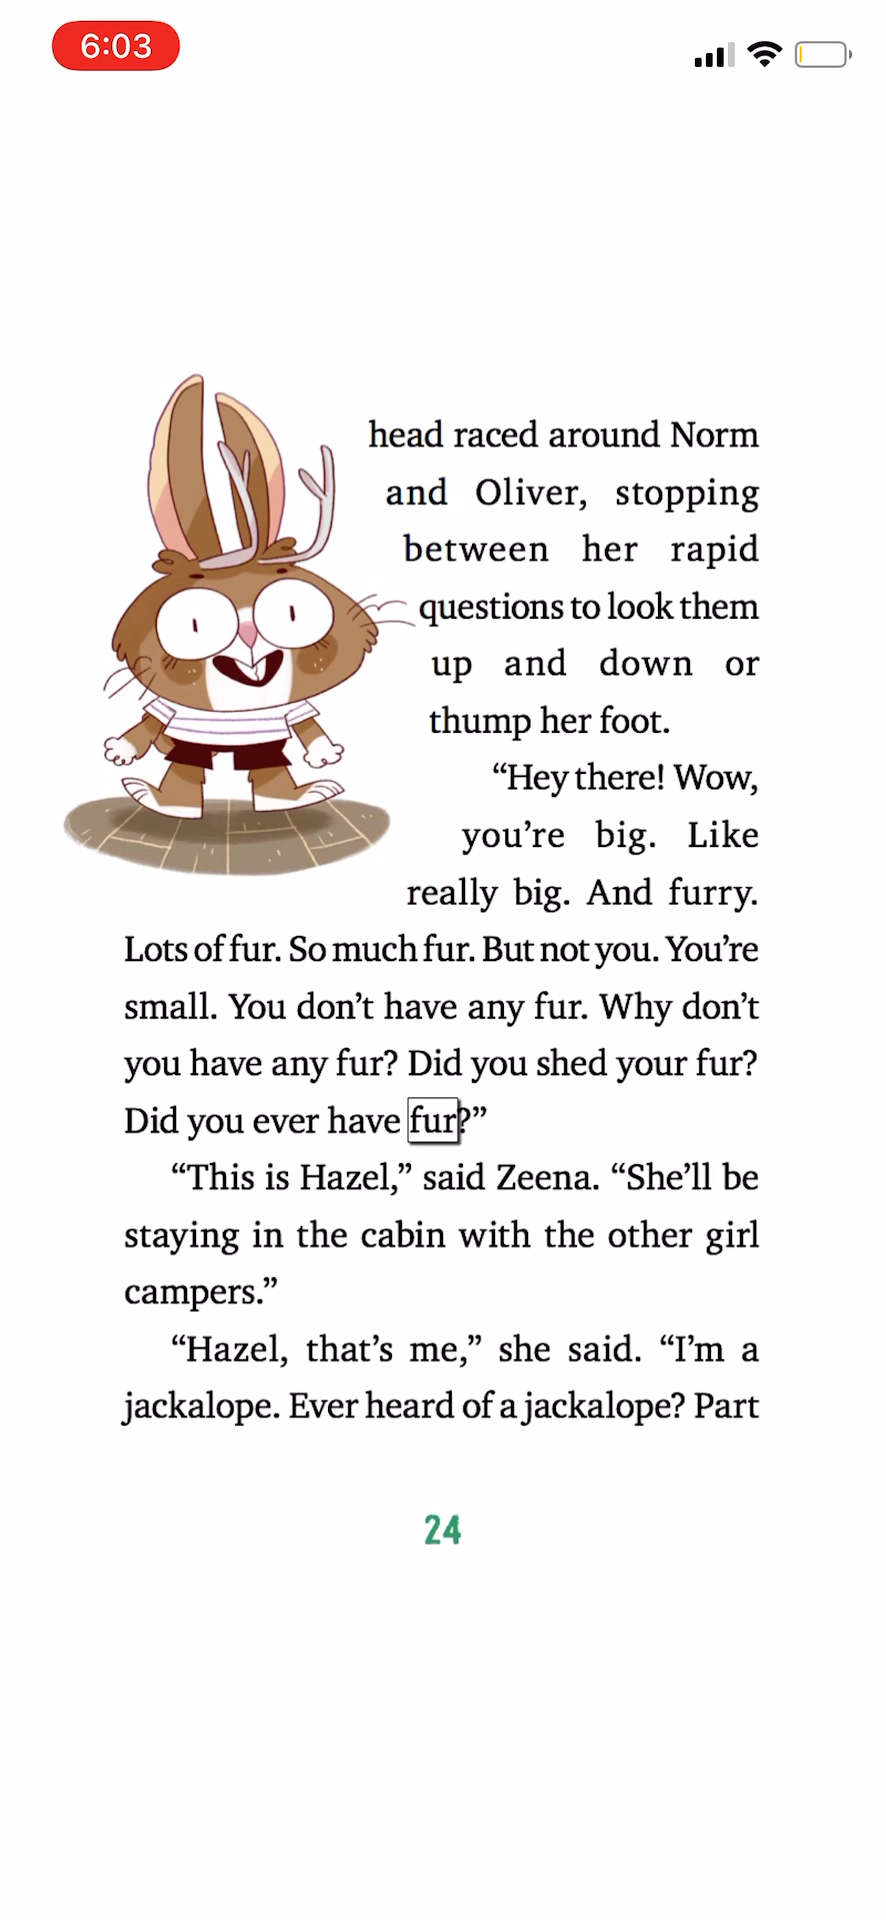 6:03
head raced around Norm
and Oliver, stopping
between her rapid
questions to look them
up and down or
thump her foot.
“Hey there! Wow,
you’re big. Like
really big. And furry.
Lots of fur. So much fur. But not you. You’re
small. You don’t have any fur. Why don’t
you have any fur? Did you shed your fur?
Did you ever have fur?”
“This is Hazel,” said Zeena. “She’ll be
staying in the cabin with the other girl
campers.”
“Hazel, that’s me,” she said. “I’m a
jackalope. Ever heard of a jackalope? Part
24